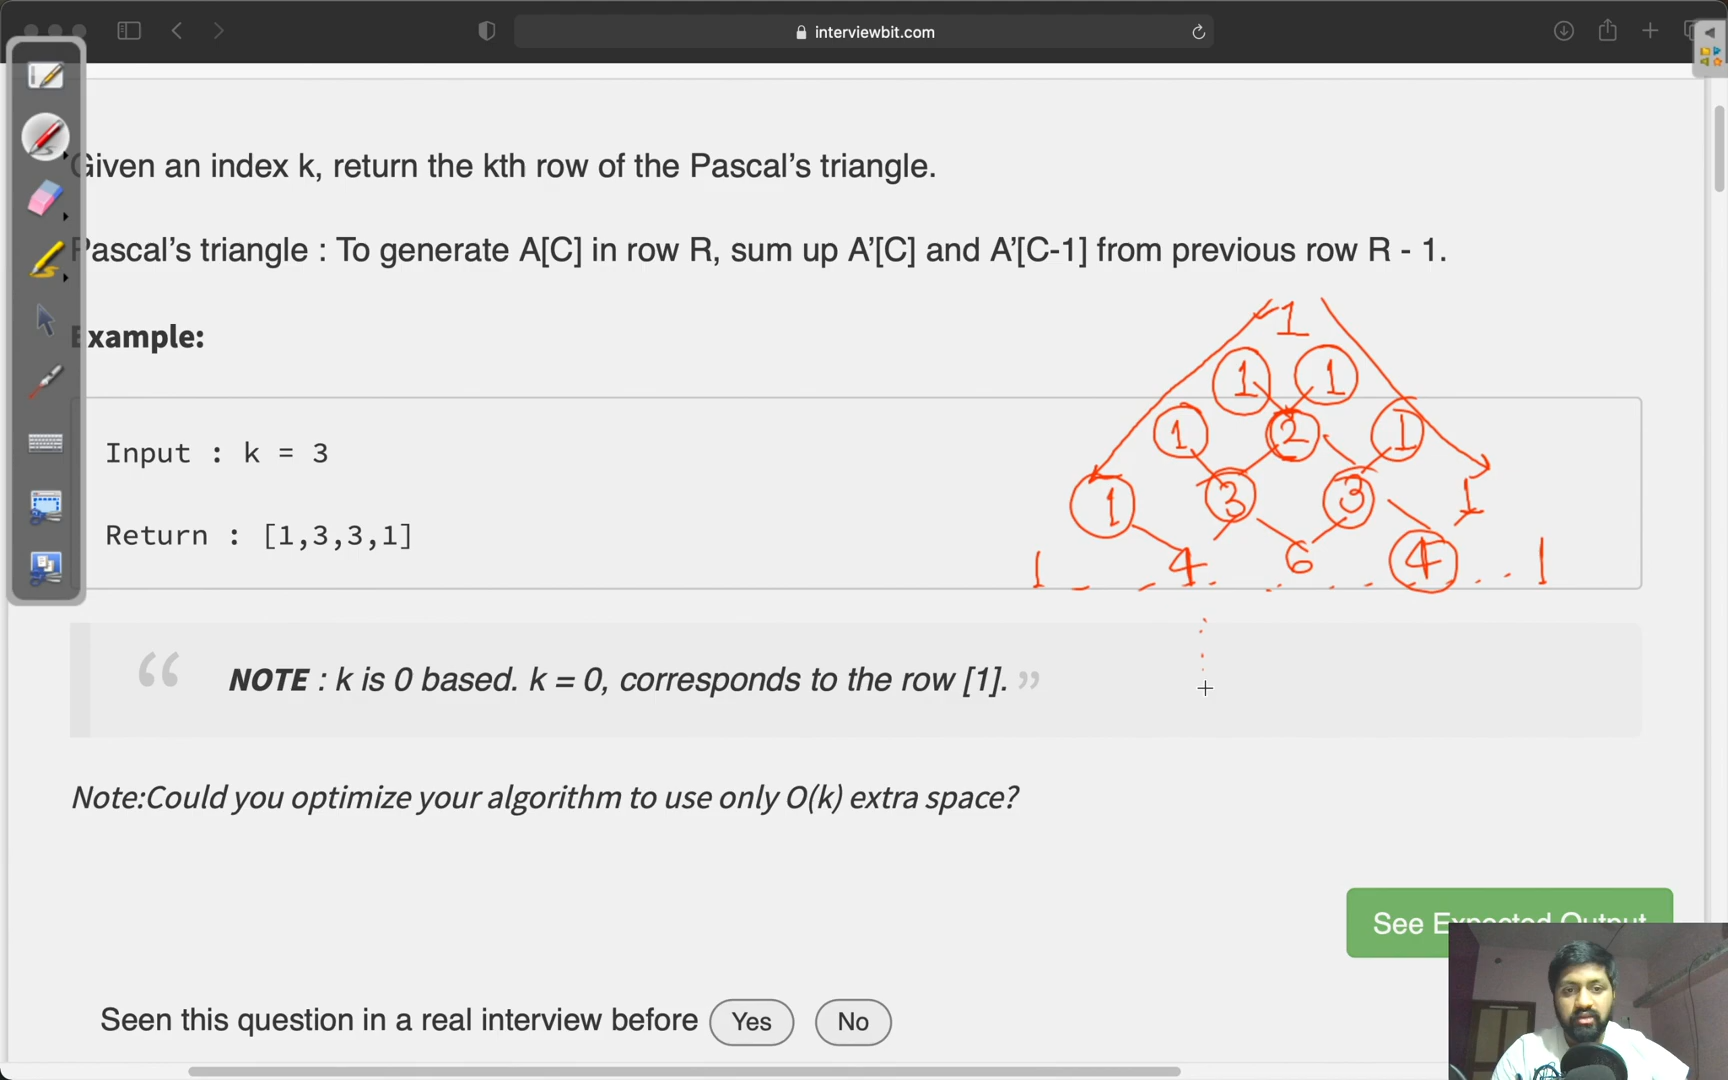 interviewbit.com
Given an index k, return the kth row of the Pascal’s triangle.
Pascal’s triangle : To generate A[C] in row R, sum up A’[C] and A’[C-1] from previous row R - 1.
Example:
1
1 1
1 2 1
Input : k = 3
1 3 3 1
Return : [1,3,3,1]
1 4 6 4 1
“ NOTE : k is 0 based. k = 0, corresponds to the row [1]. ”
Note:Could you optimize your algorithm to use only O(k) extra space?
See Expected Output
Seen this question in a real interview before Yes No